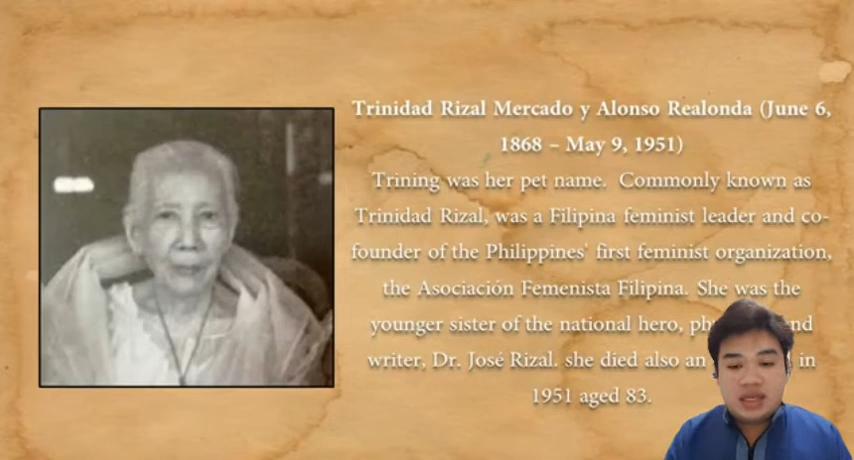 Trinidad Rizal Mercado y Alonso Realonda (June 6,
1868 – May 9, 1951)
Trining was her pet name. Commonly known as
Trinidad Rizal, was a Filipina feminist leader and co-
founder of the Philippines' first feminist organization,
the Asociación Femenista Filipina. She was the
younger sister of the national hero,
writer, Dr. José Rizal. she died also an in
1951 aged 83.